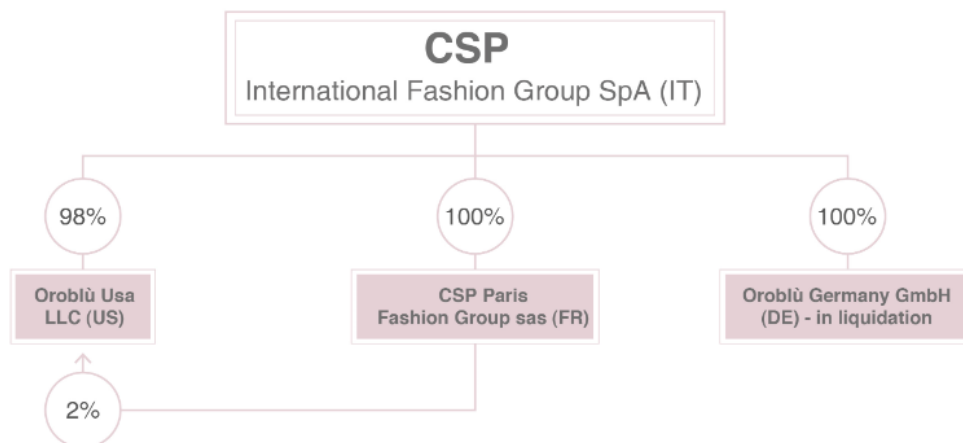 CSP
International Fashion Group SpA (IT)
98%
100%
100%
Oroblù Usa
LLC (US)
CSP Paris
Fashion Group sas (FR)
Oroblù Germany GmbH
(DE) - in liquidation
2%